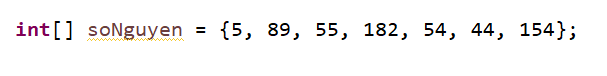 int[] soNguyen = {5, 89, 55, 182, 54, 44, 154};